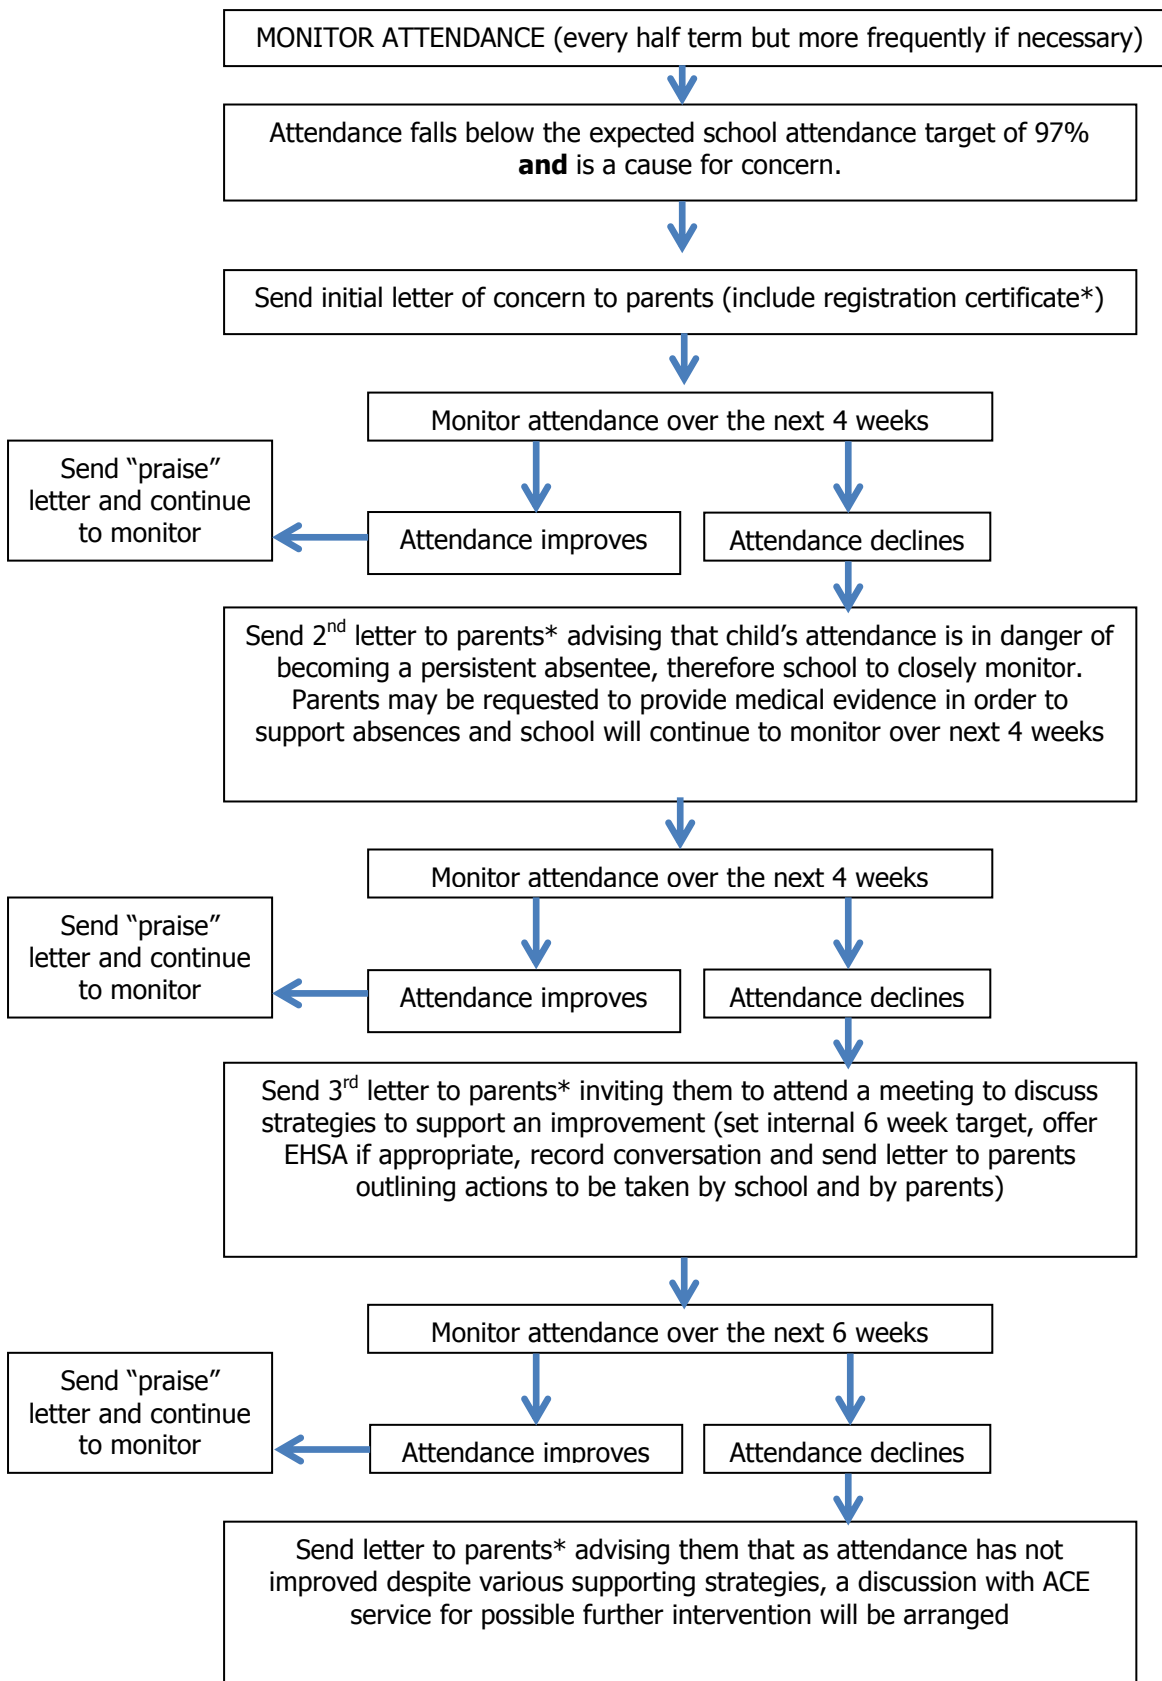 MONITOR ATTENDANCE (every half term but more frequently if necessary)
Attendance falls below the expected school attendance target of 97%
and is a cause for concern.
Send initial letter of concern to parents (include registration certificate*)
Monitor attendance over the next 4 weeks
Send “praise”
letter and continue
to monitor
Attendance improves
Attendance declines
Send 2nd letter to parents* advising that child’s attendance is in danger of
becoming a persistent absentee, therefore school to closely monitor.
Parents may be requested to provide medical evidence in order to
support absences and school will continue to monitor over next 4 weeks
Monitor attendance over the next 4 weeks
Send “praise”
letter and continue
to monitor
Attendance improves
Attendance declines
Send 3rd letter to parents* inviting them to attend a meeting to discuss
strategies to support an improvement (set internal 6 week target, offer
EHSA if appropriate, record conversation and send letter to parents
outlining actions to be taken by school and by parents)
Monitor attendance over the next 6 weeks
Send “praise”
letter and continue
to monitor
Attendance improves
Attendance declines
Send letter to parents* advising them that as attendance has not
improved despite various supporting strategies, a discussion with ACE
service for possible further intervention will be arranged